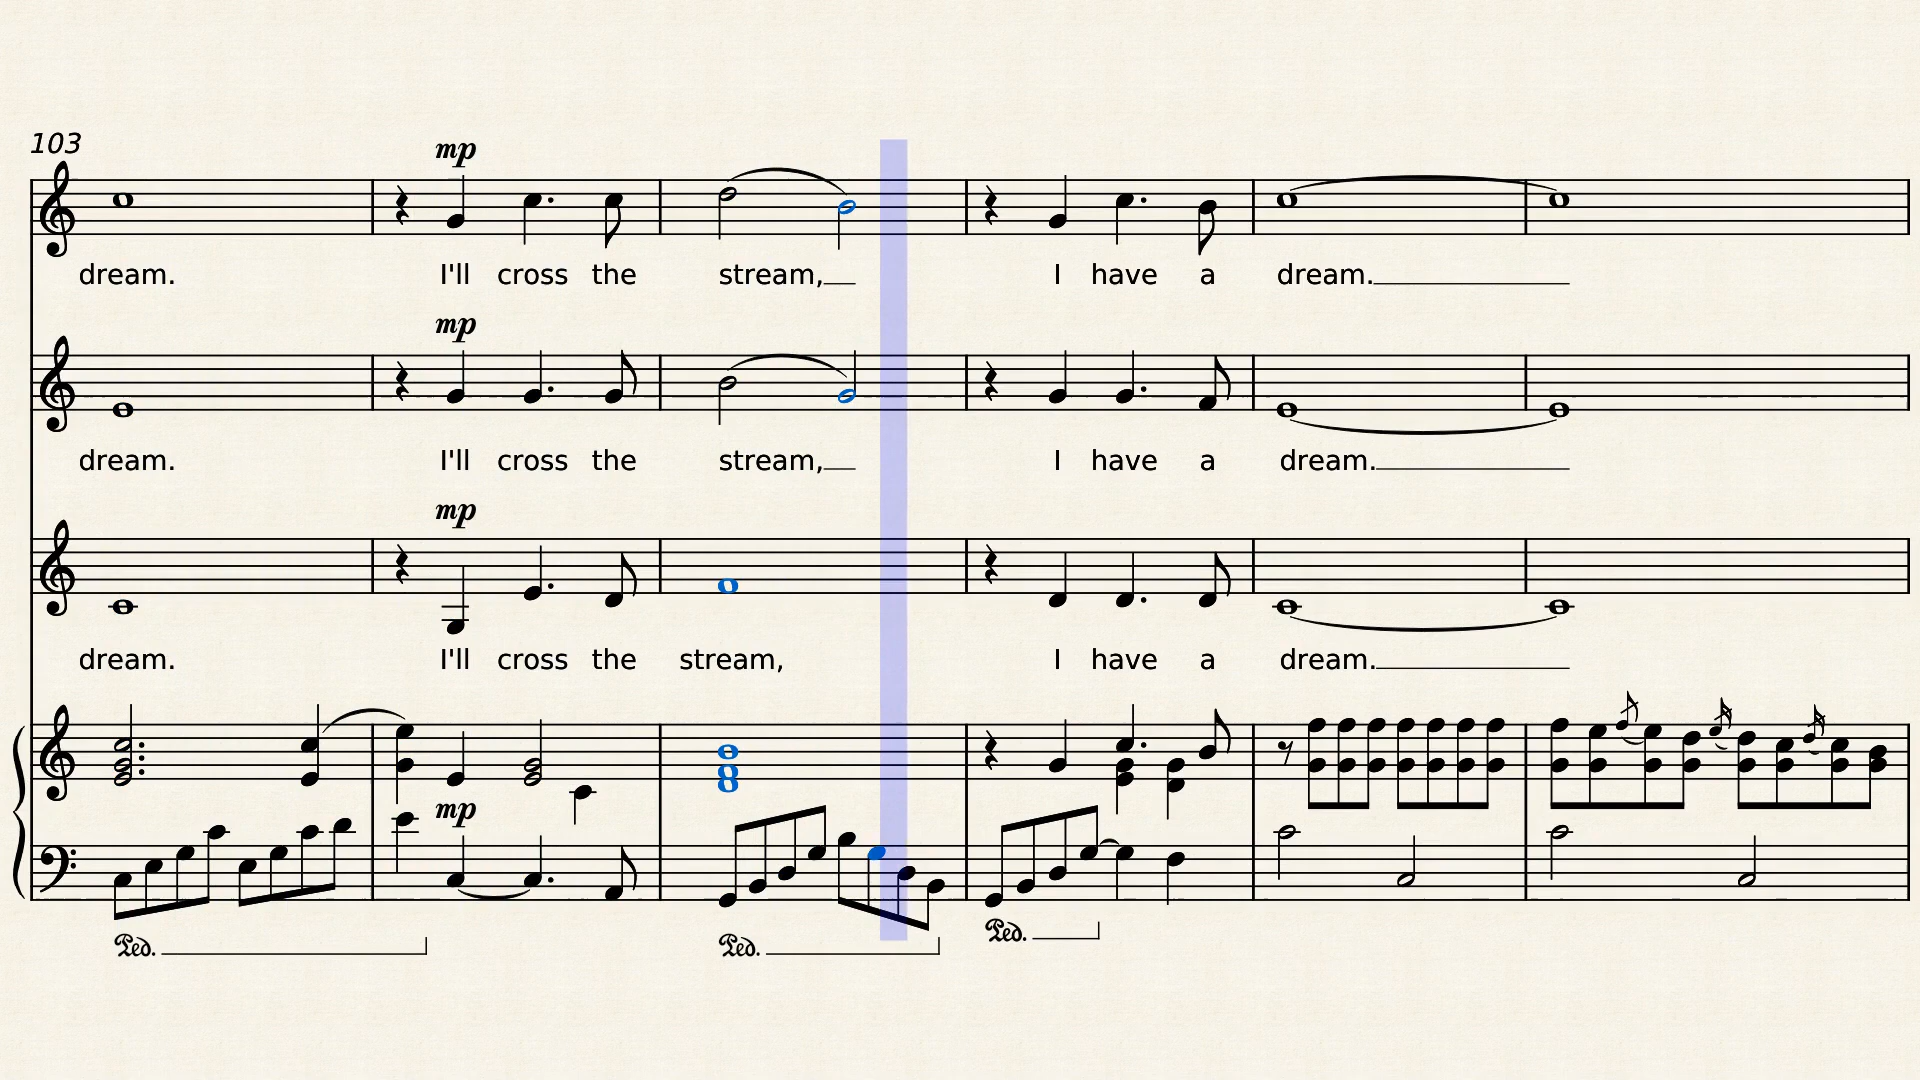 103
mp
dream. I'll cross the stream, I have a dream.
mp
dream. I'll cross the stream, I have a dream.
mp
dream. I'll cross the stream, I have a dream.
mp
Ped. Ped. Ped.